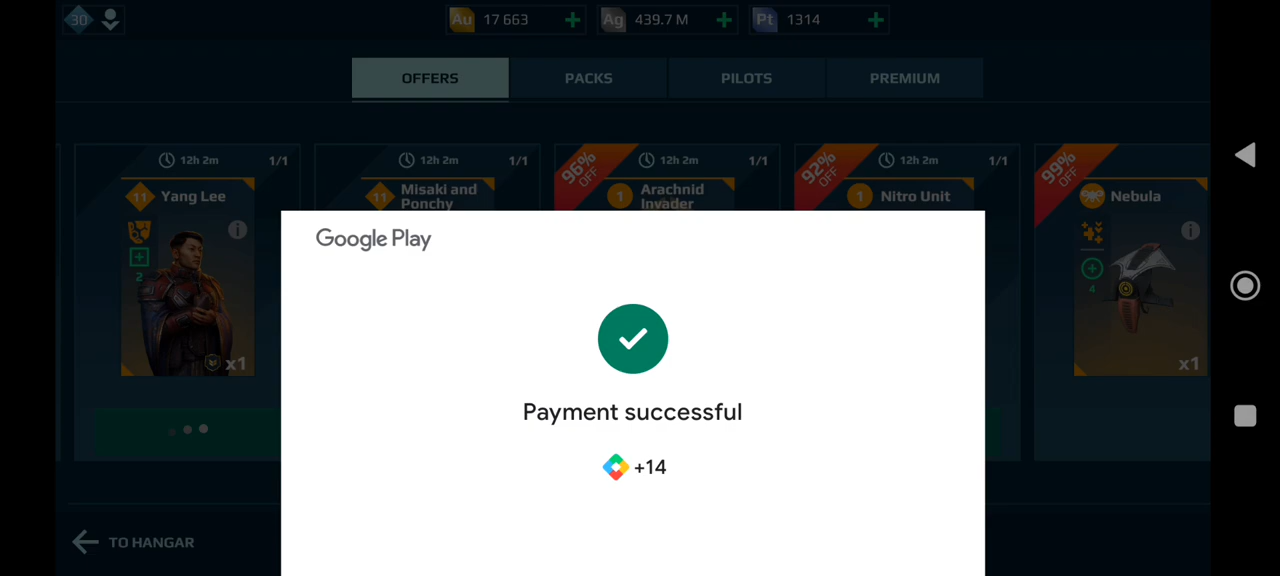 30 Au 17 663 + Ag 439.7 M + Pt 1314 +
OFFERS PACKS PILOTS PREMIUM
12h 2m 1/1
11 Yang Lee
2
x1
12h 2m 1/1
11 Misaki and
Ponchy
96%
OFF
12h 2m 1/1
1 Arachnid
Invader
92%
OFF
12h 2m 1/1
1 Nitro Unit
99%
OFF
Nebula
4
x1
Google Play
Payment successful
+14
TO HANGAR